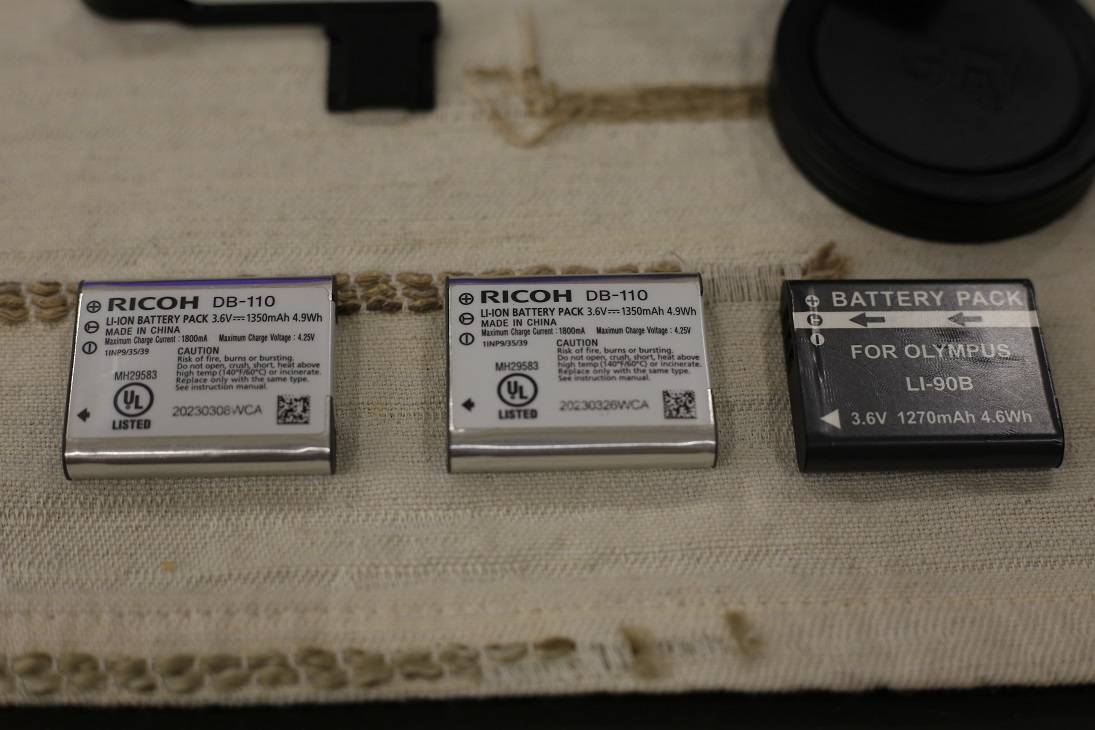 RICOH DB-110
LI-ION BATTERY PACK 3.6V⎓1350mAh 4.9Wh
MADE IN CHINA
Maximum Charge Current : 1800mA Maximum Charge Voltage : 4.25V
1INP9/35/39
CAUTION
Risk of fire, burns or bursting.
Do not open, crush, short, heat above
high temp (140°F/60°C) or incinerate.
Replace only with the same type.
See instruction manual.
MH29583
UL
LISTED
20230308WCA
RICOH DB-110
LI-ION BATTERY PACK 3.6V⎓1350mAh 4.9Wh
MADE IN CHINA
Maximum Charge Current : 1800mA Maximum Charge Voltage : 4.25V
1INP9/35/39
CAUTION
Risk of fire, burns or bursting.
Do not open, crush, short, heat above
high temp (140°F/60°C) or incinerate.
Replace only with the same type.
See instruction manual.
MH29583
UL
LISTED
20230326WCA
BATTERY PACK
FOR OLYMPUS
LI-90B
3.6V 1270mAh 4.6Wh